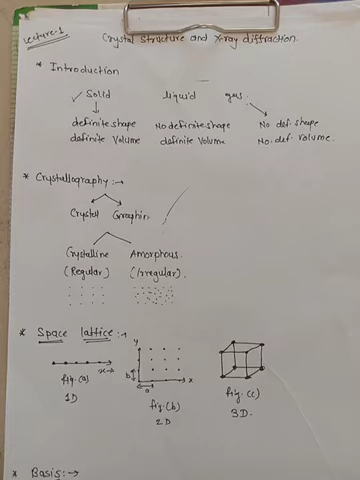 Lecture-1
Crystal Structure and X-ray diffraction.
* Introduction
✓ Solid liquid gas.
definite shape No definite shape No def. shape
definite Volume definite Volume No. def. volume.
* Crystallography :→
Crystal Graphin
Crystalline Amorphous.
(Regular) (Irregular).
* Space lattice :→
y
x→ b a x
fig.(a) fig.(b) fig.(c)
1D 2D 3D.
* Basis :→